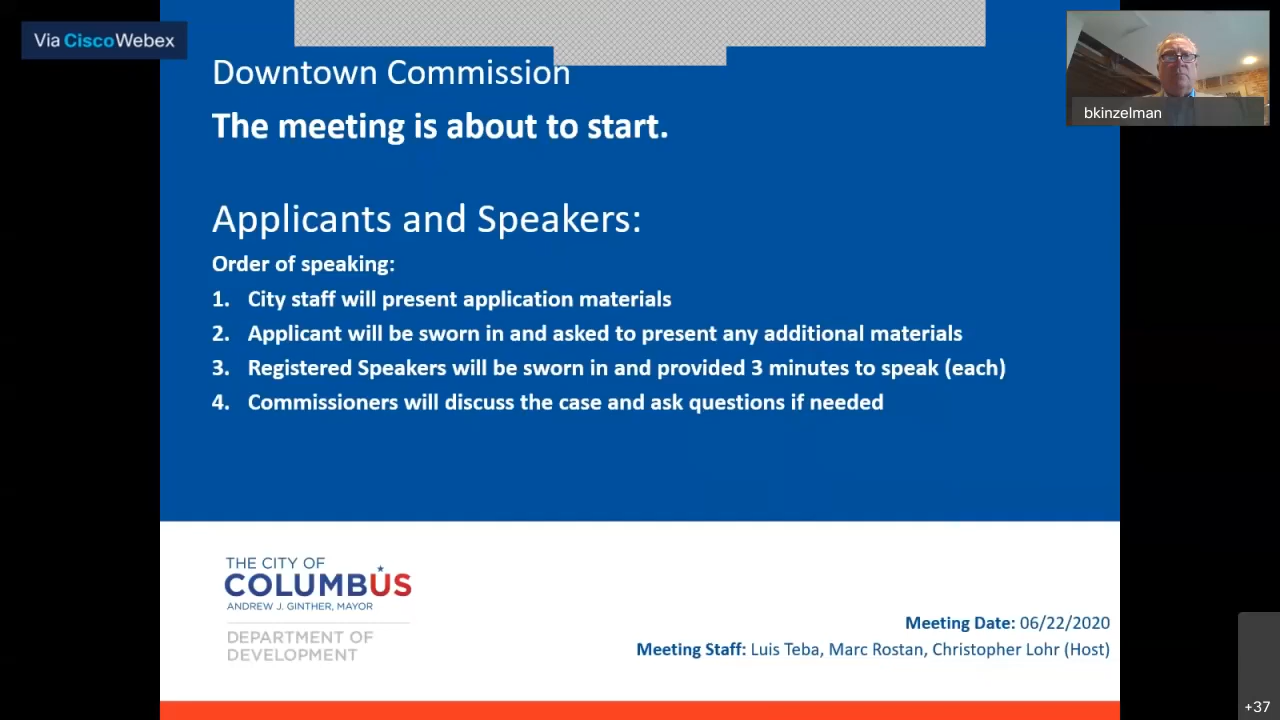 Via CiscoWebex
Downtown Commission
The meeting is about to start.
bkinzelman
Applicants and Speakers:
Order of speaking:
1. City staff will present application materials
2. Applicant will be sworn in and asked to present any additional materials
3. Registered Speakers will be sworn in and provided 3 minutes to speak (each)
4. Commissioners will discuss the case and ask questions if needed
THE CITY OF
COLUMBUS
ANDREW J. GINTHER, MAYOR
DEPARTMENT OF
DEVELOPMENT
Meeting Date: 06/22/2020
Meeting Staff: Luis Teba, Marc Rostan, Christopher Lohr (Host)
+37